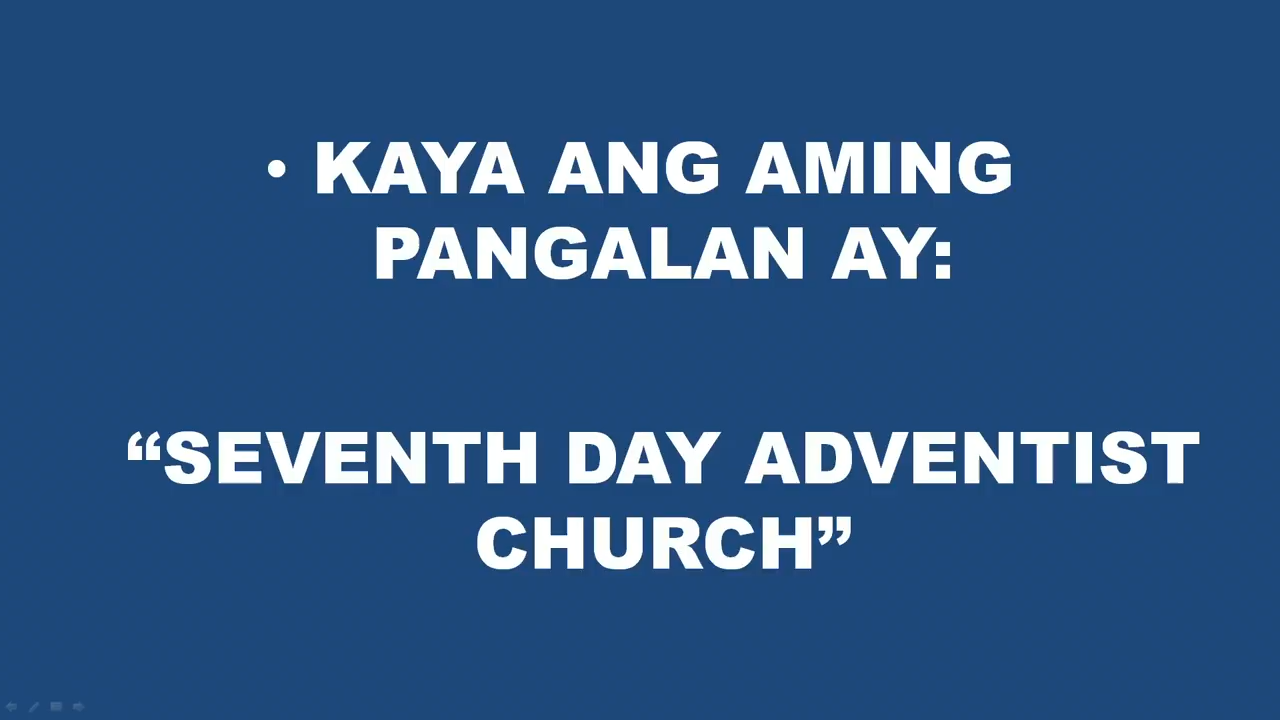 • KAYA ANG AMING
PANGALAN AY:
“SEVENTH DAY ADVENTIST
CHURCH”